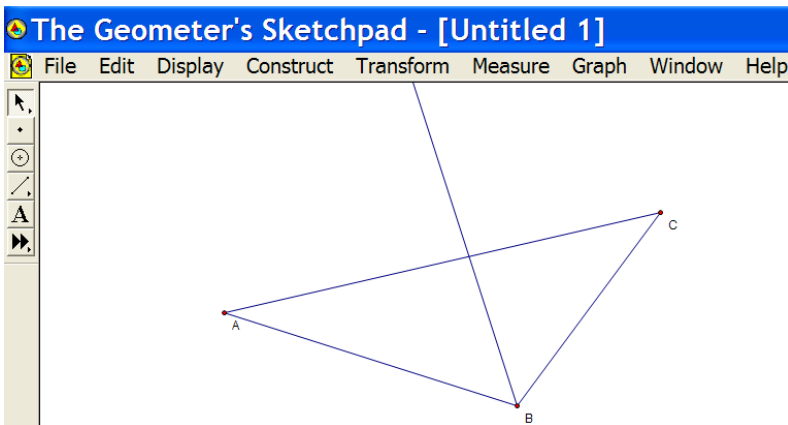 The Geometer's Sketchpad - [Untitled 1]
File Edit Display Construct Transform Measure Graph Window Help
A
C
A
B